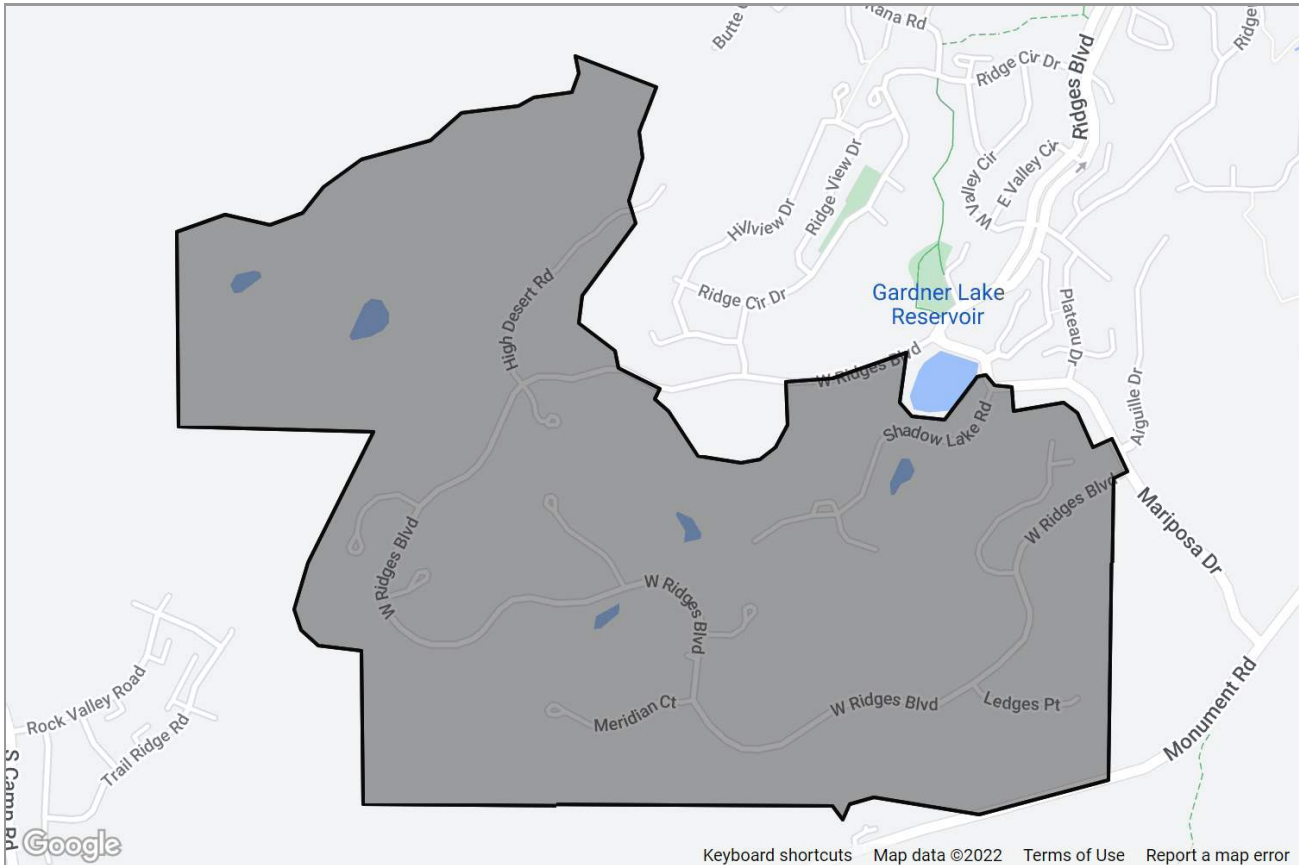 Butte
Kana Rd
Ridge Cir Dr
Ridges Blvd
Ridge
Ridge View Dr
Hillview Dr
W Valley Cir
E Valley Cir
Ridge Cir Dr
Gardner Lake
Reservoir
Plateau Dr
Aiguille Dr
High Desert Rd
W Ridges Blvd
Shadow Lake Rd
W Ridges Blvd
Mariposa Dr
W Ridges Blvd
W Ridges Blvd
Meridian Ct
W Ridges Blvd
Ledges Pt
Monument Rd
Rock Valley Road
Trail Ridge Rd
S Camp Rd
Google
Keyboard shortcuts Map data ©2022 Terms of Use Report a map error